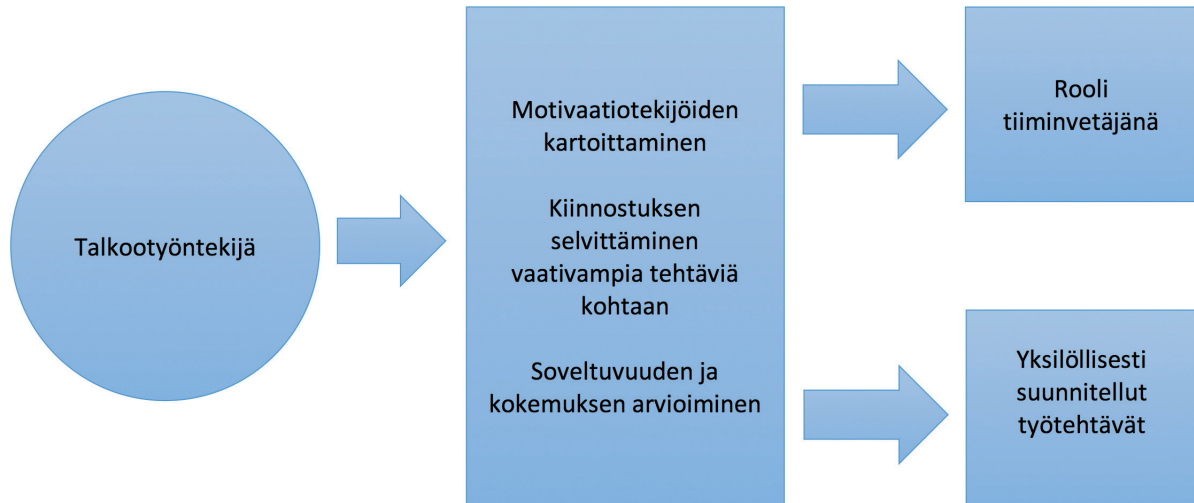 Talkootyöntekijä
Motivaatiotekijöiden
kartoittaminen
Kiinnostuksen
selvittäminen
vaativampia tehtäviä
kohtaan
Soveltuvuuden ja
kokemuksen arvioiminen
Rooli
tiiminvetäjänä
Yksilöllisesti
suunnitellut
työtehtävät